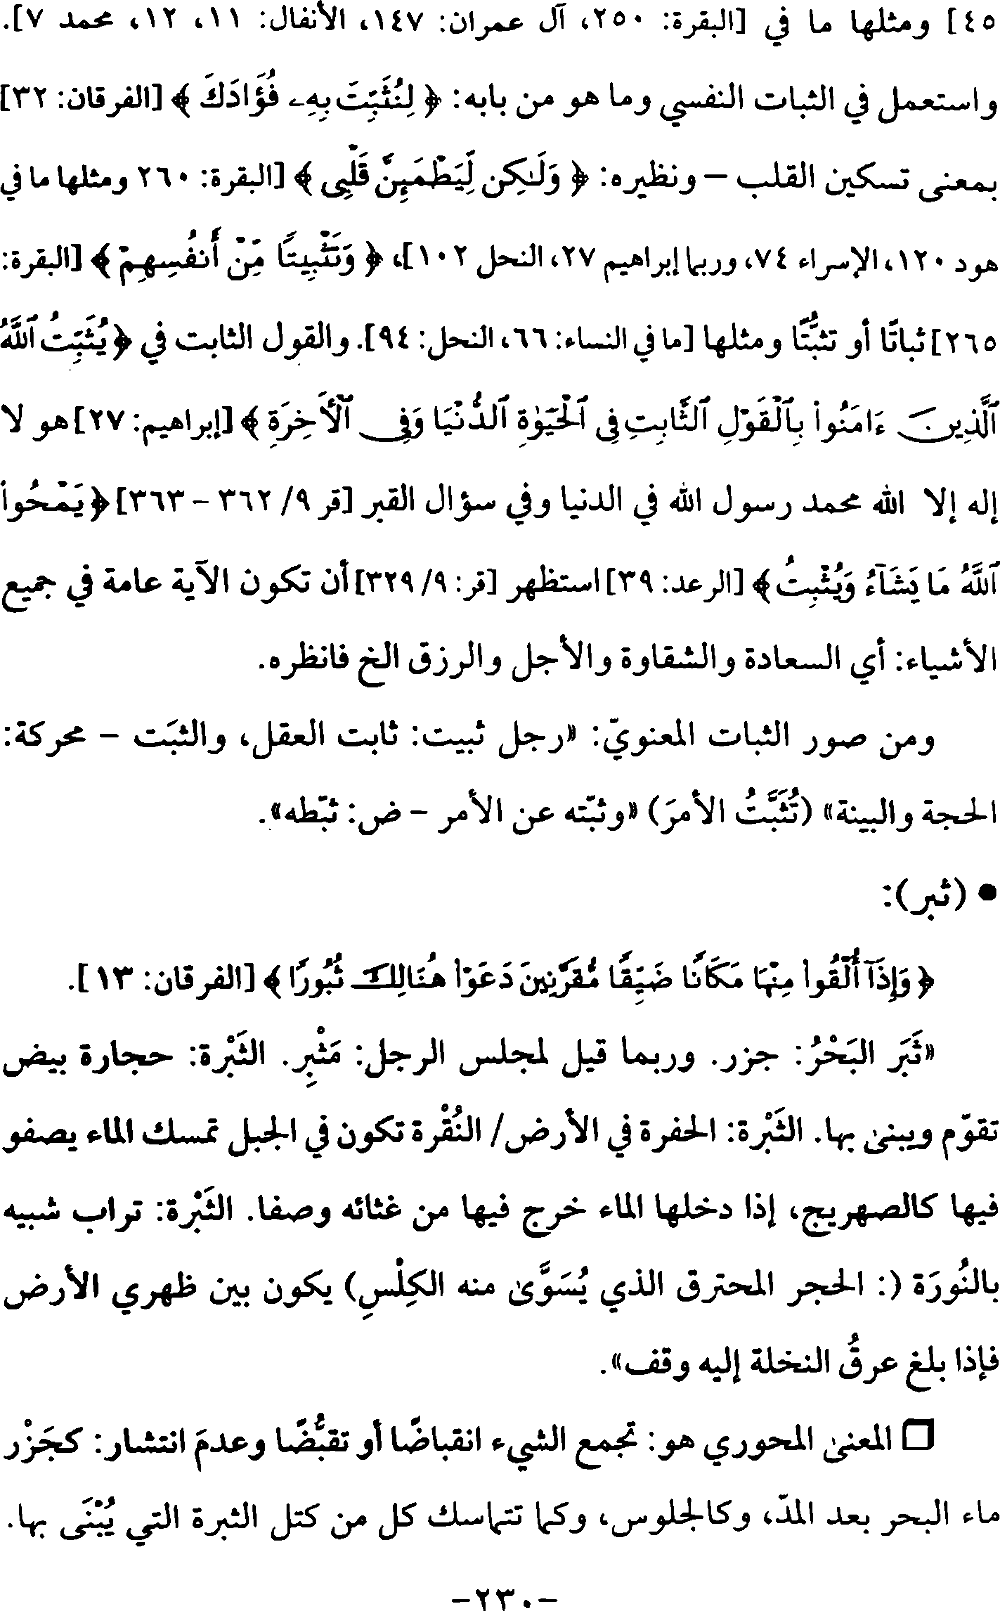 ٤٥] ومثلها ما في [البقرة: ٢٥٠، آل عمران: ١٤٧، الأنفال: ١١، ١٢، محمد ٧].
واستعمل في الثبات النفسي وما هو من بابه: ﴿ لِنُثَبِّتَ بِهِۦ فُؤَادَكَ ﴾ [الفرقان: ٣٢]
بمعنى تسكين القلب – ونظيره: ﴿ وَلَٰكِن لِّيَطْمَئِنَّ قَلْبِى ﴾ [البقرة: ٢٦٠ ومثلها ما في
هود ١٢٠، الإسراء ٧٤، وربما إبراهيم ٢٧، النحل ١٠٢]، ﴿ وَتَثْبِيتًا مِّنْ أَنفُسِهِمْ ﴾ [البقرة:
٢٦٥] ثباتًا أو تثبُّتًا ومثلها [ما في النساء: ٦٦، النحل: ٩٤]. والقول الثابت في ﴿ يُثَبِّتُ ٱللَّهُ
ٱلَّذِينَ ءَامَنُوا۟ بِٱلْقَوْلِ ٱلثَّابِتِ فِى ٱلْحَيَوٰةِ ٱلدُّنْيَا وَفِى ٱلْأَخِرَةِ ﴾ [إبراهيم: ٢٧] هو لا
إله إلا الله محمد رسول الله في الدنيا وفي سؤال القبر [قر ٩/ ٣٦٢ – ٣٦٣] ﴿ يَمْحُوا۟
ٱللَّهُ مَا يَشَآءُ وَيُثْبِتُ ﴾ [الرعد: ٣٩] استظهر [قر: ٩/ ٣٢٩] أن تكون الآية عامة في جميع
الأشياء: أي السعادة والشقاوة والأجل والرزق الخ فانظره.
ومن صور الثبات المعنويّ: «رجل ثبيت: ثابت العقل، والثبَت – محركة:
الحجة والبينة» (تُثَبَّتُ الأمرَ) «وثبّته عن الأمر – ض: ثبّطه».
● (ثبر):
﴿ وَإِذَآ أُلْقُوا۟ مِنْهَا مَكَانًا ضَيِّقًا مُّقَرَّنِينَ دَعَوْا۟ هُنَالِكَ ثُبُورًا ﴾ [الفرقان: ١٣].
«ثَبَر البَحْرُ: جزر. وربما قيل لمجلس الرجل: مَثْبِر. الثَبْرة: حجارة بيض
تقوّم ويبنى بها. الثَبْرة: الحفرة في الأرض/ النُقْرة تكون في الجبل تمسك الماء يصفو
فيها كالصهريج، إذا دخلها الماء خرج فيها من غثائه وصفا. الثَبْرة: تراب شبيه
بالنُورَة (: الحجر المحترق الذي يُسَوَّى منه الكِلْسِ) يكون بين ظهري الأرض
فإذا بلغ عرقُ النخلة إليه وقف».
❏ المعنى المحوري هو: تجمع الشيء انقباضًا أو تقبُّضًا وعدمَ انتشار: كجَزْر
ماء البحر بعد المدّ، وكالجلوس، وكما تتماسك كل من كتل الثبرة التي يُبْنَى بها.
-٢٣٠-